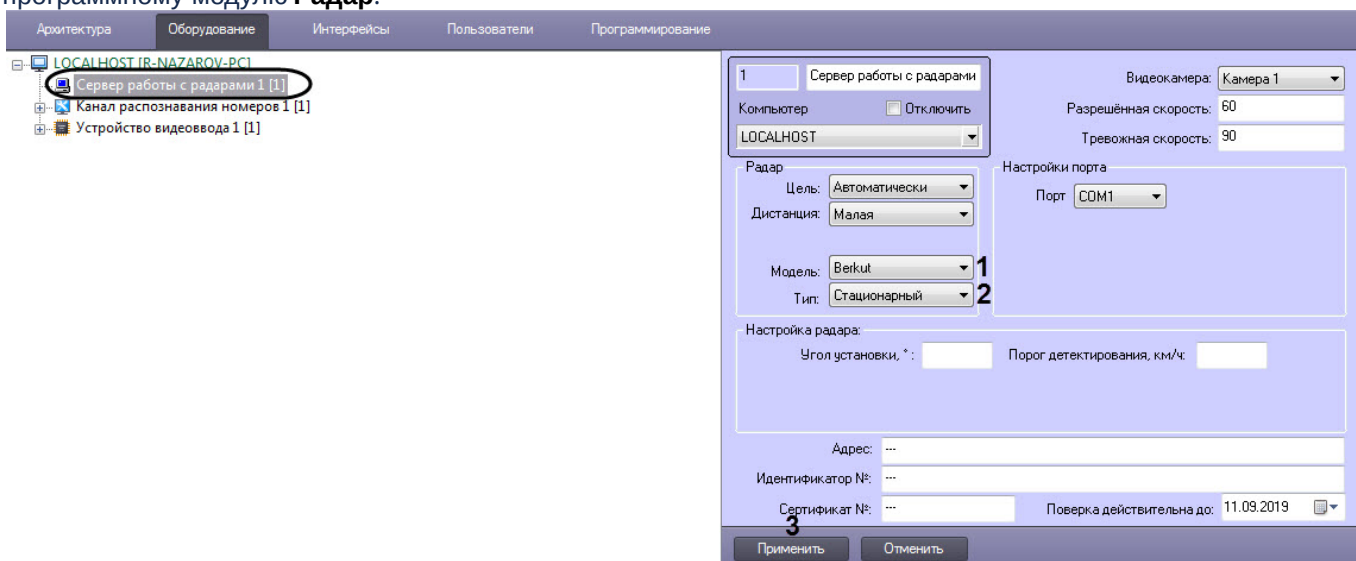 программному модулю Радар.
Архитектура Оборудование Интерфейсы Пользователи Программирование
LOCALHOST [R-NAZAROV-PC]
Сервер работы с радарами 1 [1]
Канал распознавания номеров 1 [1]
Устройство видеоввода 1 [1]
1 Сервер работы с радарами
Компьютер Отключить
LOCALHOST
Видеокамера: Камера 1
Разрешённая скорость: 60
Тревожная скорость: 90
Радар
Цель: Автоматически
Дистанция: Малая
Модель: Berkut 1
Тип: Стационарный 2
Настройки порта
Порт COM1
Настройка радара:
Угол установки, ° : Порог детектирования, км/ч:
Адрес: ---
Идентификатор №: ---
Сертификат №: --- Поверка действительна до: 11.09.2019
3
Применить Отменить